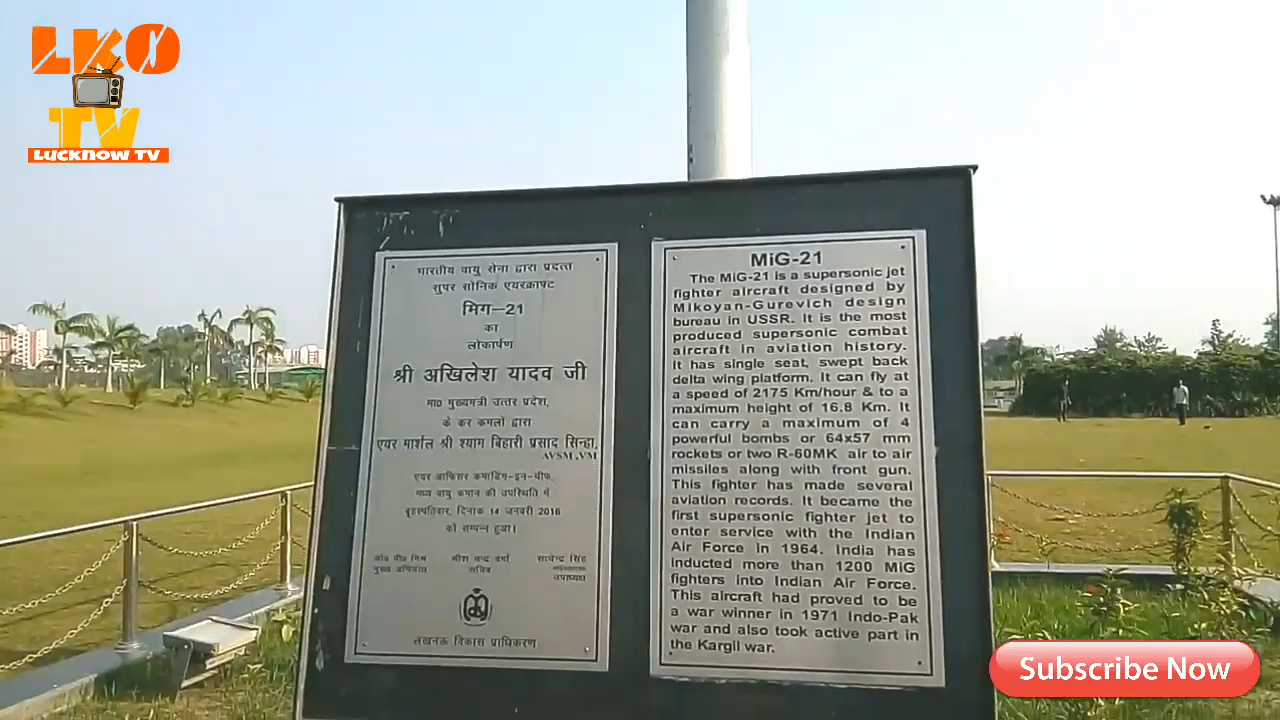 LKO
TV
LUCKNOW TV
भारतीय वायु सेना द्वारा प्रदत्त
सुपर सोनिक एयरक्राफ्ट
मिग–21
का
लोकार्पण
श्री अखिलेश यादव जी
मा0 मुख्यमंत्री उत्तर प्रदेश,
के कर कमलों द्वारा
एयर मार्शल श्री श्याम बिहारी प्रसाद सिन्हा,
AVSM,VM
एयर आफिसर कमांडिंग-इन-चीफ,
मध्य वायु कमान की उपस्थिति में
बृहस्पतिवार, दिनांक 14 जनवरी 2016
को सम्पन्न हुआ।
मुख्य अभियंता सचिव उपाध्यक्ष
लखनऊ विकास प्राधिकरण
MiG-21
The MiG-21 is a supersonic jet
fighter aircraft designed by
Mikoyan-Gurevich design
bureau in USSR. It is the most
produced supersonic combat
aircraft in aviation history.
It has single seat, swept back
delta wing platform. It can fly at
a speed of 2175 Km/hour & to a
maximum height of 16.8 Km. It
can carry a maximum of 4
powerful bombs or 64x57 mm
rockets or two R-60MK air to air
missiles along with front gun.
This fighter has made several
aviation records. It became the
first supersonic fighter jet to
enter service with the Indian
Air Force in 1964. India has
inducted more than 1200 MiG
fighters into Indian Air Force.
This aircraft had proved to be
a war winner in 1971 Indo-Pak
war and also took active part in
the Kargil war.
Subscribe Now